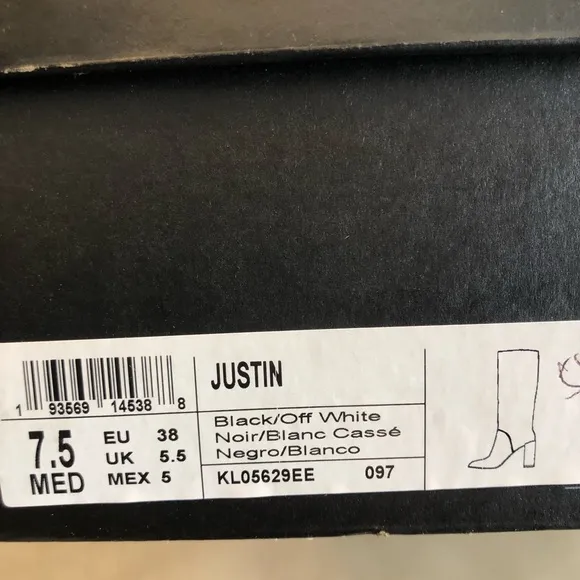 JUSTIN
1 93569 14538 8
Black/Off White
Noir/Blanc Cassé
Negro/Blanco
7.5
MED
EU 38
UK 5.5
MEX 5
KL05629EE 097